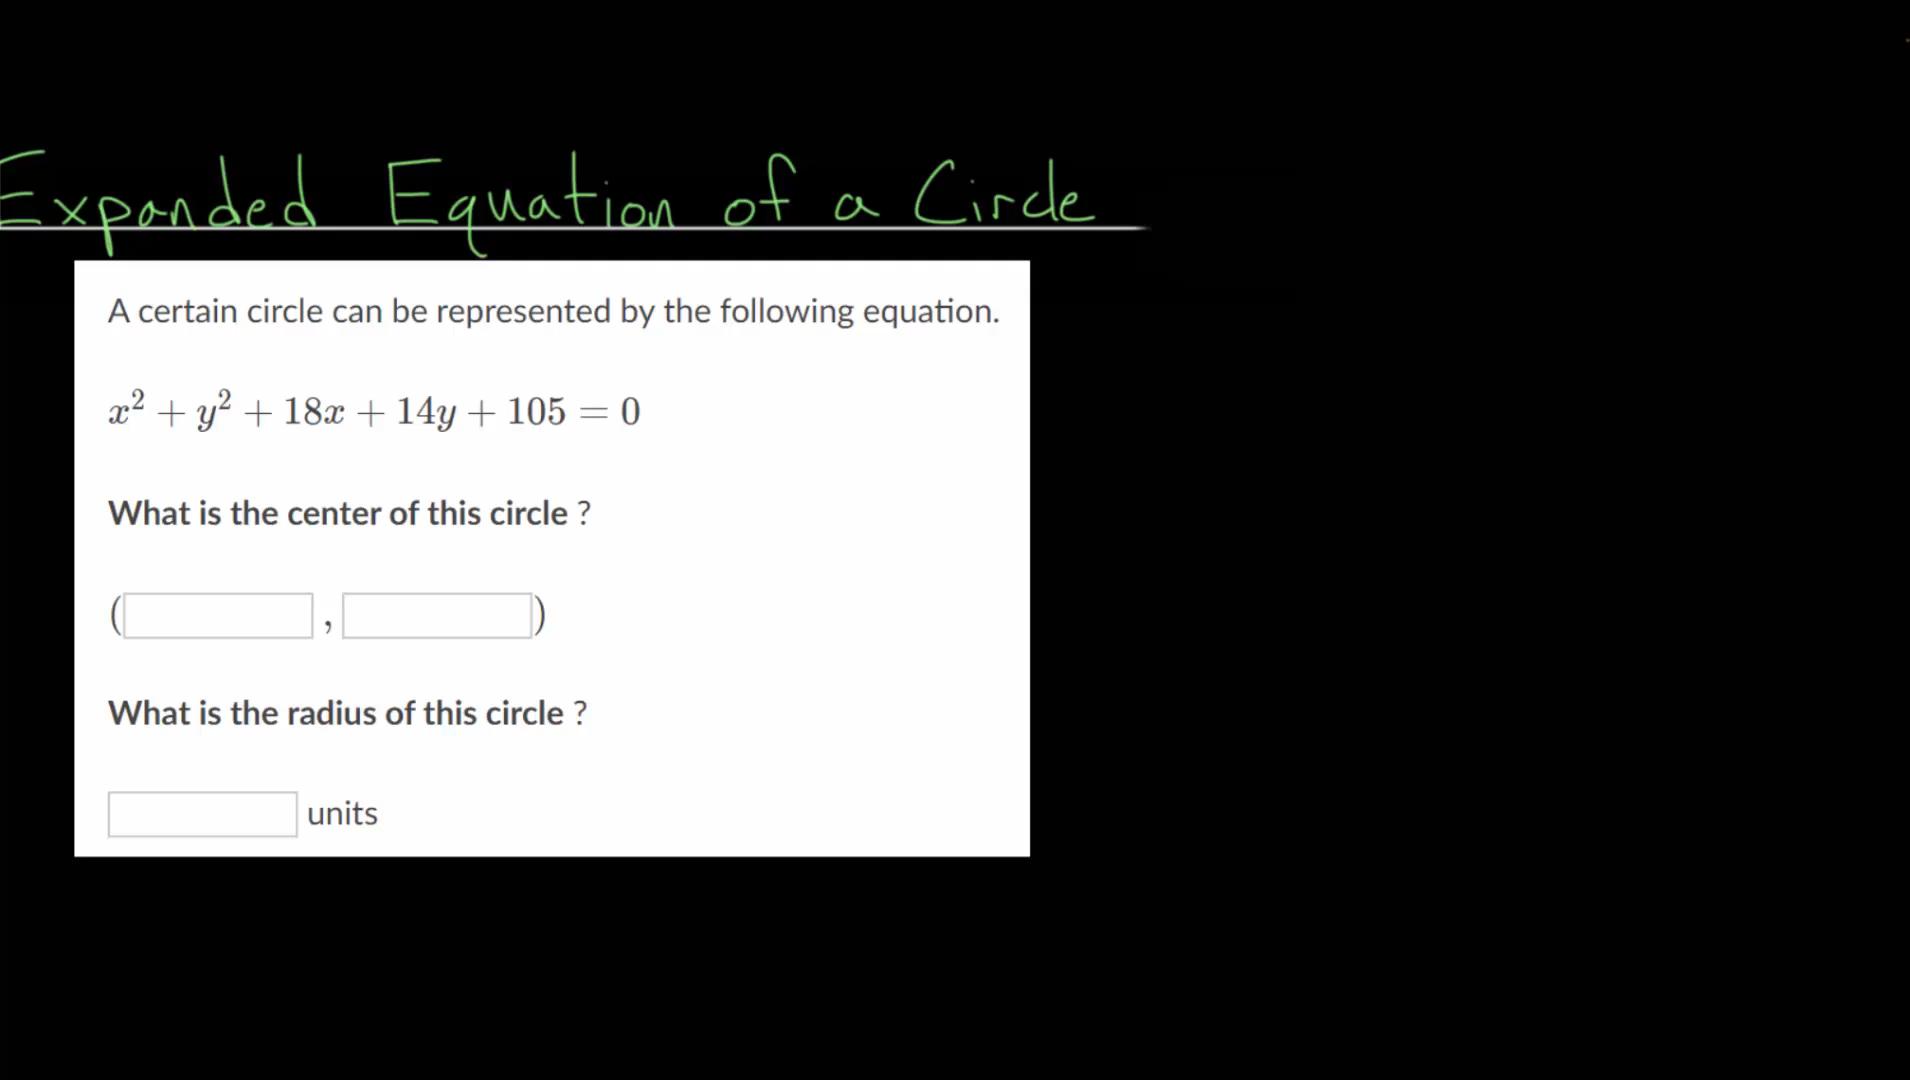 Expanded Equation of a Circle
A certain circle can be represented by the following equation.
x² + y² + 18x + 14y + 105 = 0
What is the center of this circle ?
( , )
What is the radius of this circle ?
units